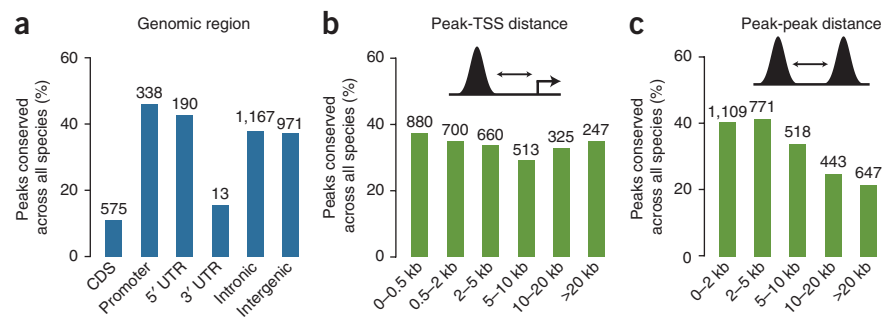 a
Genomic region
Peaks conserved
across all species (%)
60
40
20
0
575
338
190
13
1,167
971
CDS
Promoter
5′ UTR
3′ UTR
Intronic
Intergenic
b
Peak-TSS distance
Peaks conserved
across all species (%)
60
40
20
0
880
700
660
513
325
247
0–0.5 kb
0.5–2 kb
2–5 kb
5–10 kb
10–20 kb
>20 kb
c
Peak-peak distance
Peaks conserved
across all species (%)
60
40
20
0
1,109
771
518
443
647
0–2 kb
2–5 kb
5–10 kb
10–20 kb
>20 kb